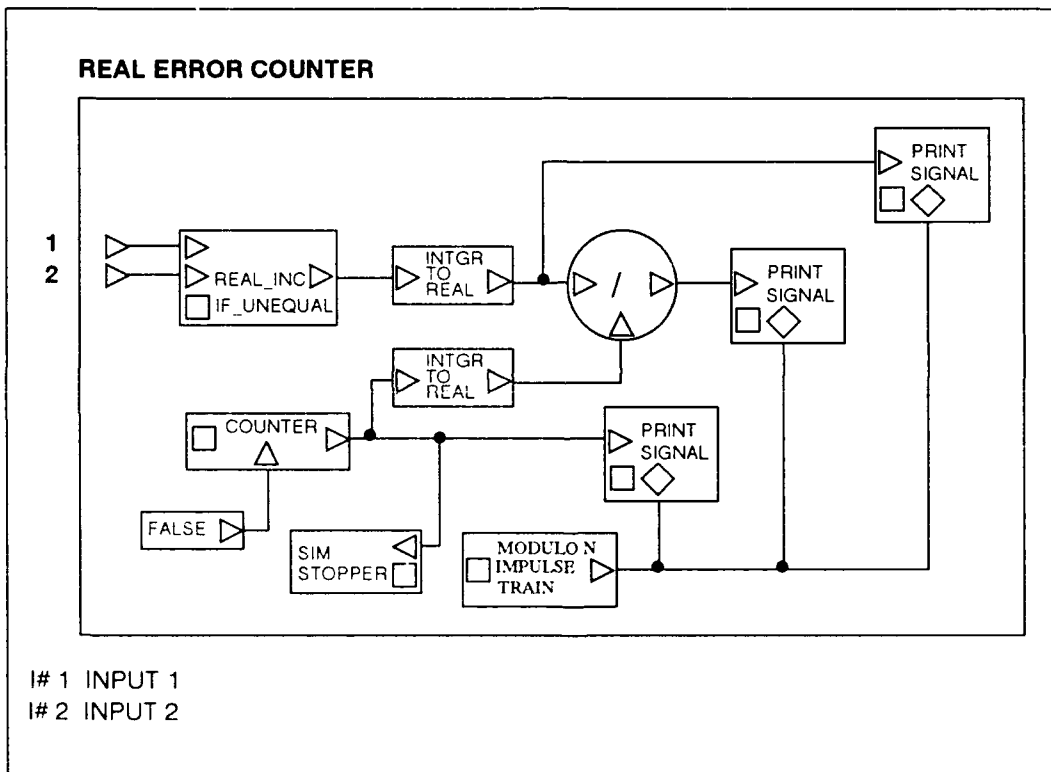 REAL ERROR COUNTER
PRINT
SIGNAL
1
2
REAL_INC
IF_UNEQUAL
INTGR
TO
REAL
/
PRINT
SIGNAL
INTGR
TO
REAL
COUNTER
PRINT
SIGNAL
FALSE
SIM
STOPPER
MODULO N
IMPULSE
TRAIN
I# 1 INPUT 1
I# 2 INPUT 2